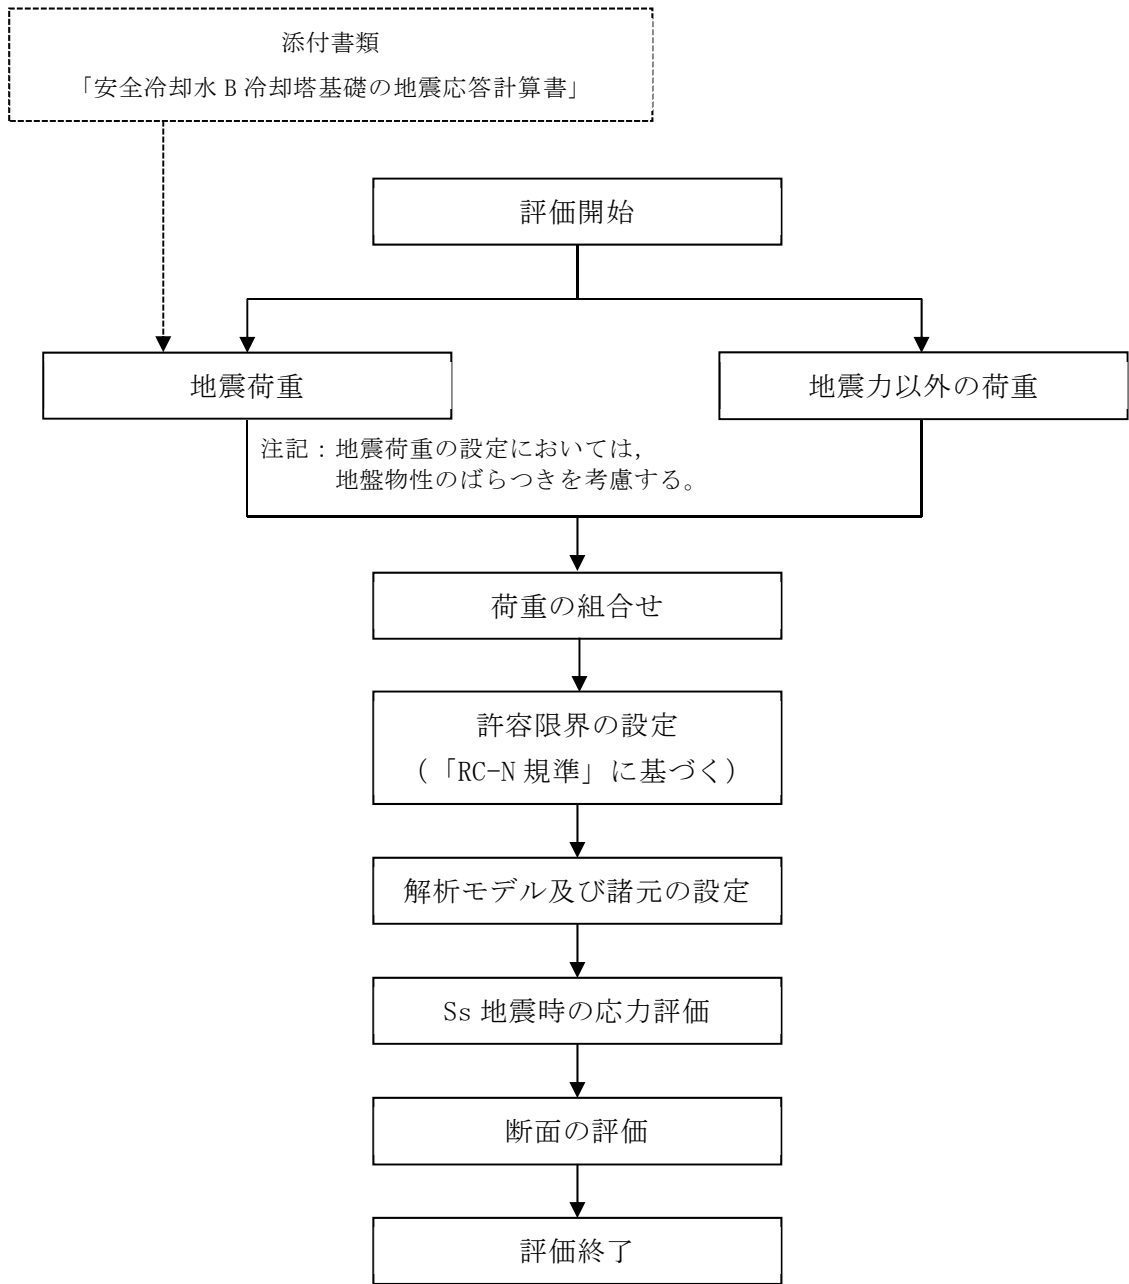 添付書類
「安全冷却水 B 冷却塔基礎の地震応答計算書」
評価開始
地震荷重
地震力以外の荷重
注記：地震荷重の設定においては，
地盤物性のばらつきを考慮する。
荷重の組合せ
許容限界の設定
（「RC-N 規準」に基づく）
解析モデル及び諸元の設定
Ss 地震時の応力評価
断面の評価
評価終了